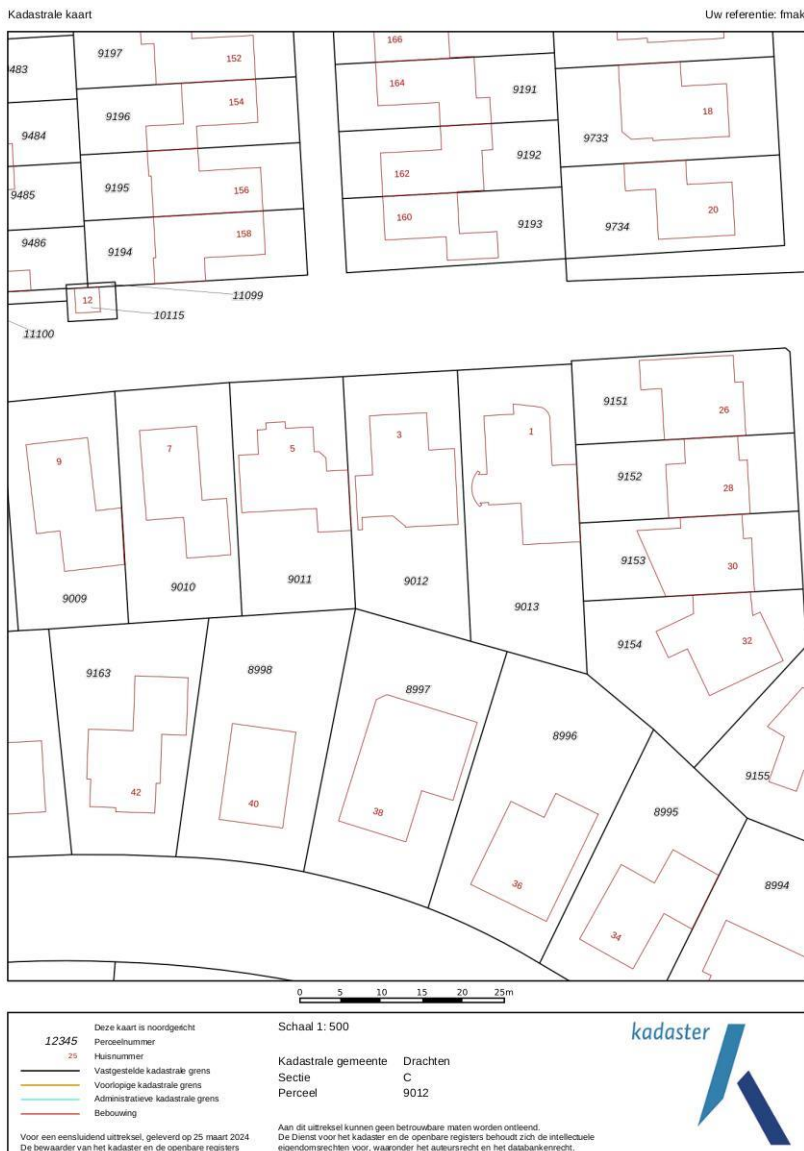 Kadastrale kaart
Uw referentie: fmak
9197
152
166
9483
154
164
9191
18
9196
9484
9733
162
9192
9195
156
9485
160
9193
20
9734
9486
9194
158
12
11099
10115
11100
9151
26
9
7
5
3
1
9152
28
9153
30
9009
9010
9011
9012
9013
9154
32
9163
8998
8997
8996
9155
42
40
38
8995
36
8994
34
0 5 10 15 20 25m
Deze kaart is noordgericht
12345 Perceelnummer
25 Huisnummer
Vastgestelde kadastrale grens
Voorlopige kadastrale grens
Administratieve kadastrale grens
Bebouwing
Voor een eensluidend uittreksel, geleverd op 25 maart 2024
De bewaarder van het kadaster en de openbare registers
Schaal 1: 500
Kadastrale gemeente Drachten
Sectie C
Perceel 9012
Aan dit uittreksel kunnen geen betrouwbare maten worden ontleend.
De Dienst voor het kadaster en de openbare registers behoudt zich de intellectuele
eigendomsrechten voor, waaronder het auteursrecht en het databankenrecht.
kadaster